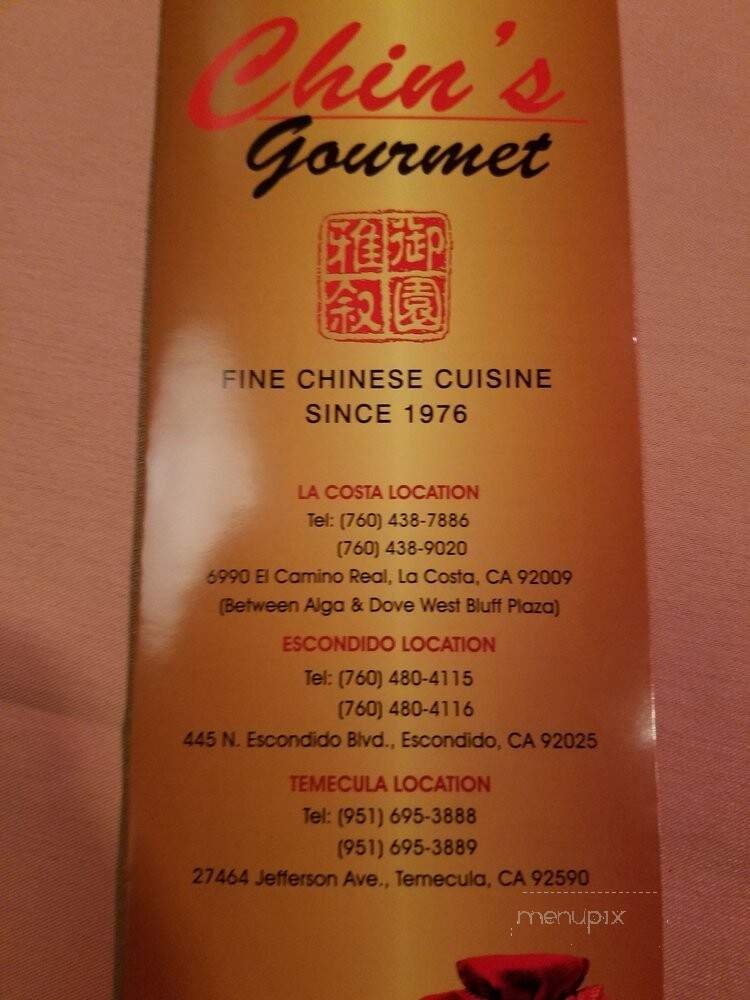 Chin's
Gourmet
御園
雅叙
FINE CHINESE CUISINE
SINCE 1976
LA COSTA LOCATION
Tel: (760) 438-7886
(760) 438-9020
6990 El Camino Real, La Costa, CA 92009
(Between Alga & Dove West Bluff Plaza)
ESCONDIDO LOCATION
Tel: (760) 480-4115
(760) 480-4116
445 N. Escondido Blvd., Escondido, CA 92025
TEMECULA LOCATION
Tel: (951) 695-3888
(951) 695-3889
27464 Jefferson Ave., Temecula, CA 92590
menupix